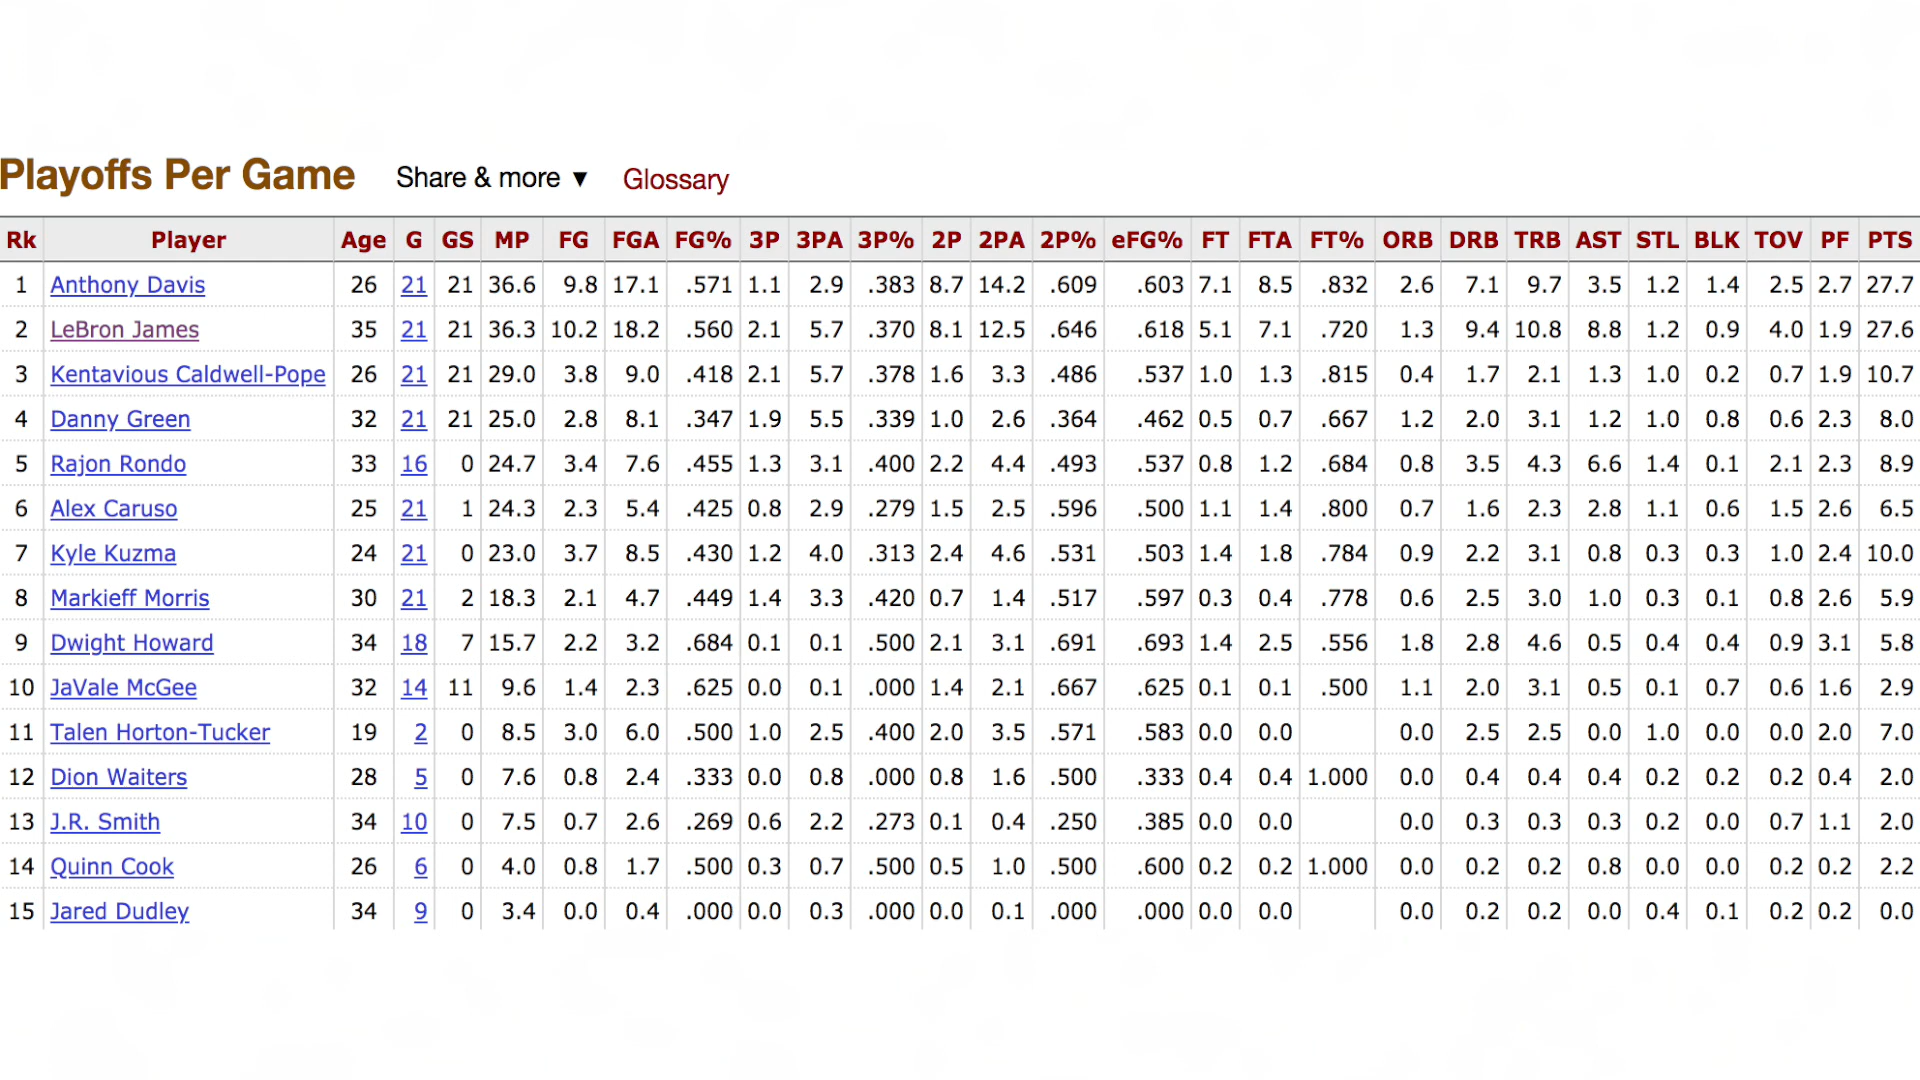 Playoffs Per Game Share & more ▼ Glossary
Rk Player Age G GS MP FG FGA FG% 3P 3PA 3P% 2P 2PA 2P% eFG% FT FTA FT% ORB DRB TRB AST STL BLK TOV PF PTS
1 Anthony Davis 26 21 21 36.6 9.8 17.1 .571 1.1 2.9 .383 8.7 14.2 .609 .603 7.1 8.5 .832 2.6 7.1 9.7 3.5 1.2 1.4 2.5 2.7 27.7
2 LeBron James 35 21 21 36.3 10.2 18.2 .560 2.1 5.7 .370 8.1 12.5 .646 .618 5.1 7.1 .720 1.3 9.4 10.8 8.8 1.2 0.9 4.0 1.9 27.6
3 Kentavious Caldwell-Pope 26 21 21 29.0 3.8 9.0 .418 2.1 5.7 .378 1.6 3.3 .486 .537 1.0 1.3 .815 0.4 1.7 2.1 1.3 1.0 0.2 0.7 1.9 10.7
4 Danny Green 32 21 21 25.0 2.8 8.1 .347 1.9 5.5 .339 1.0 2.6 .364 .462 0.5 0.7 .667 1.2 2.0 3.1 1.2 1.0 0.8 0.6 2.3 8.0
5 Rajon Rondo 33 16 0 24.7 3.4 7.6 .455 1.3 3.1 .400 2.2 4.4 .493 .537 0.8 1.2 .684 0.8 3.5 4.3 6.6 1.4 0.1 2.1 2.3 8.9
6 Alex Caruso 25 21 1 24.3 2.3 5.4 .425 0.8 2.9 .279 1.5 2.5 .596 .500 1.1 1.4 .800 0.7 1.6 2.3 2.8 1.1 0.6 1.5 2.6 6.5
7 Kyle Kuzma 24 21 0 23.0 3.7 8.5 .430 1.2 4.0 .313 2.4 4.6 .531 .503 1.4 1.8 .784 0.9 2.2 3.1 0.8 0.3 0.3 1.0 2.4 10.0
8 Markieff Morris 30 21 2 18.3 2.1 4.7 .449 1.4 3.3 .420 0.7 1.4 .517 .597 0.3 0.4 .778 0.6 2.5 3.0 1.0 0.3 0.1 0.8 2.6 5.9
9 Dwight Howard 34 18 7 15.7 2.2 3.2 .684 0.1 0.1 .500 2.1 3.1 .691 .693 1.4 2.5 .556 1.8 2.8 4.6 0.5 0.4 0.4 0.9 3.1 5.8
10 JaVale McGee 32 14 11 9.6 1.4 2.3 .625 0.0 0.1 .000 1.4 2.1 .667 .625 0.1 0.1 .500 1.1 2.0 3.1 0.5 0.1 0.7 0.6 1.6 2.9
11 Talen Horton-Tucker 19 2 0 8.5 3.0 6.0 .500 1.0 2.5 .400 2.0 3.5 .571 .583 0.0 0.0 0.0 2.5 2.5 0.0 1.0 0.0 0.0 2.0 7.0
12 Dion Waiters 28 5 0 7.6 0.8 2.4 .333 0.0 0.8 .000 0.8 1.6 .500 .333 0.4 0.4 1.000 0.0 0.4 0.4 0.4 0.2 0.2 0.2 0.4 2.0
13 J.R. Smith 34 10 0 7.5 0.7 2.6 .269 0.6 2.2 .273 0.1 0.4 .250 .385 0.0 0.0 0.0 0.3 0.3 0.3 0.2 0.0 0.7 1.1 2.0
14 Quinn Cook 26 6 0 4.0 0.8 1.7 .500 0.3 0.7 .500 0.5 1.0 .500 .600 0.2 0.2 1.000 0.0 0.2 0.2 0.8 0.0 0.0 0.2 0.2 2.2
15 Jared Dudley 34 9 0 3.4 0.0 0.4 .000 0.0 0.3 .000 0.0 0.1 .000 .000 0.0 0.0 0.0 0.2 0.2 0.0 0.4 0.1 0.2 0.2 0.0